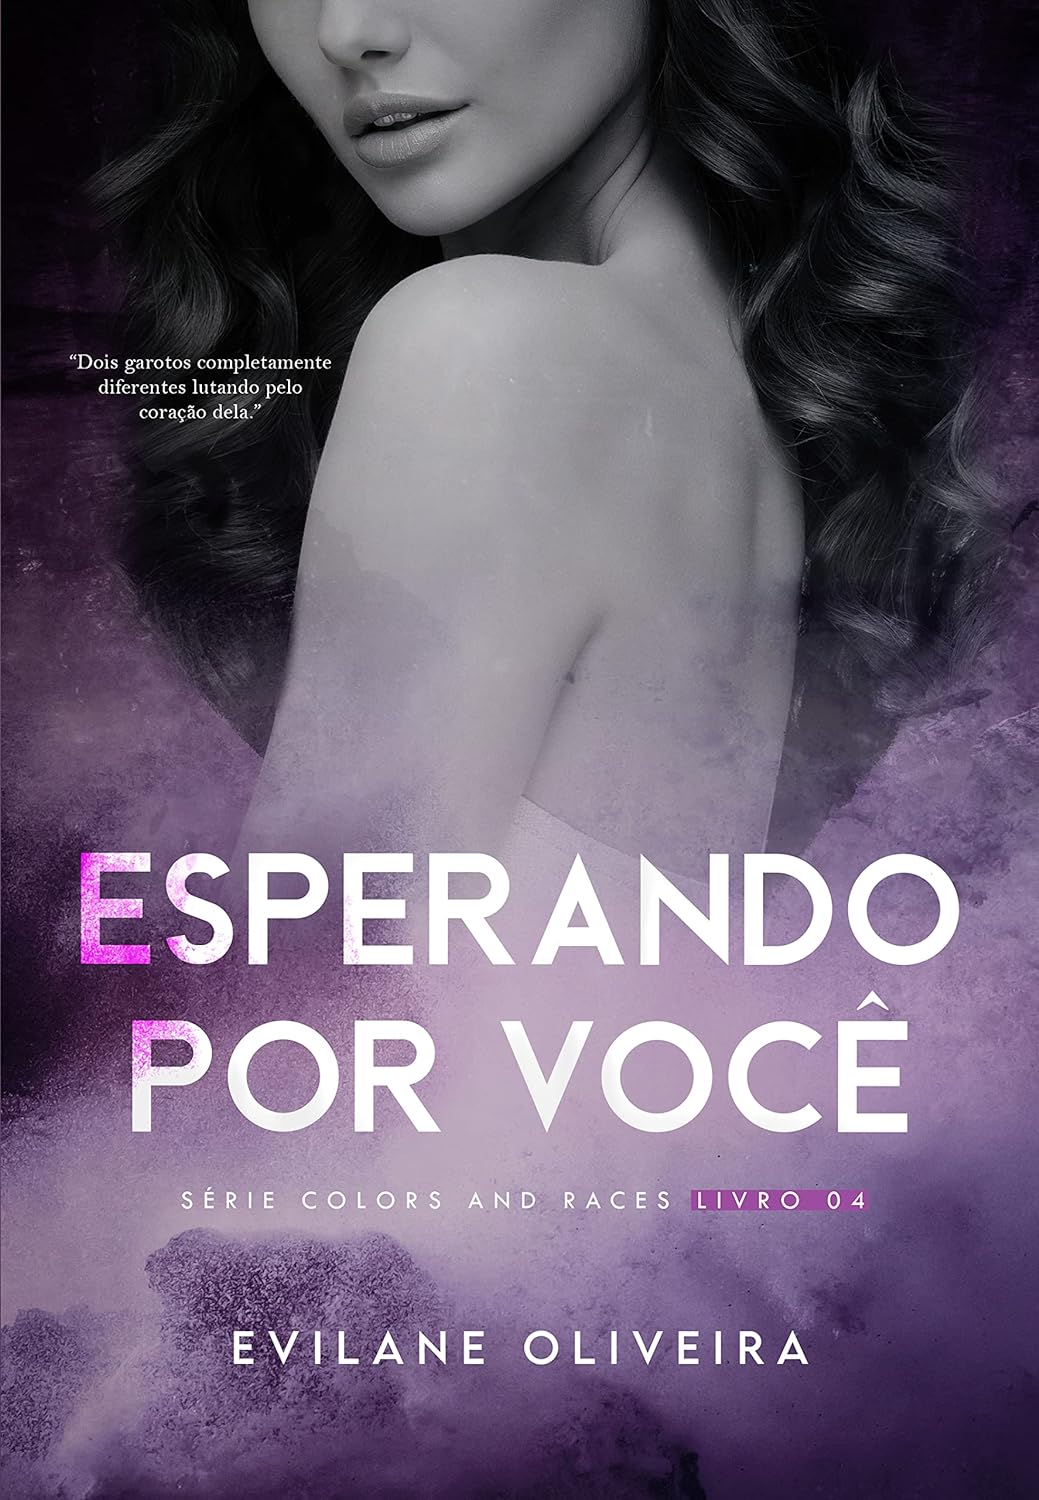 “Dois garotos completamente
diferentes lutando pelo
coração dela.”
ESPERANDO
POR VOCÊ
SÉRIE COLORS AND RACES LIVRO 04
EVILANE OLIVEIRA